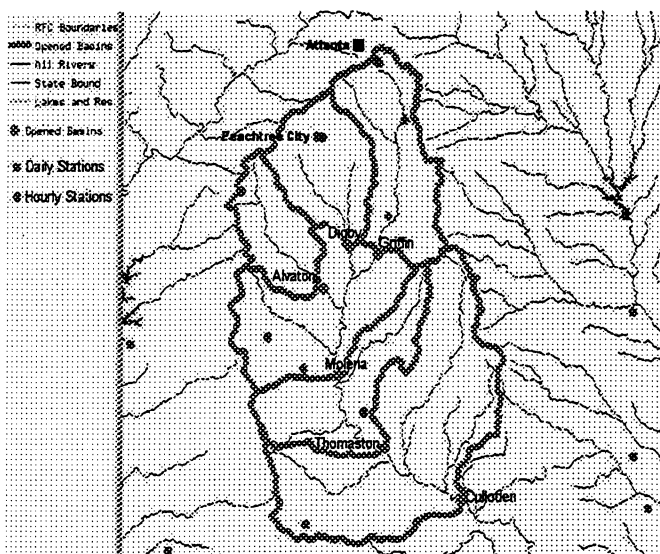 RFC Boundaries
Opened Basins
All Rivers
State Bound
Lakes and Res
Opened Basins
Daily Stations
Hourly Stations
Atlanta
Peachtree City
Digby
Griffin
Alvaton
Molena
Thomaston
Culloden